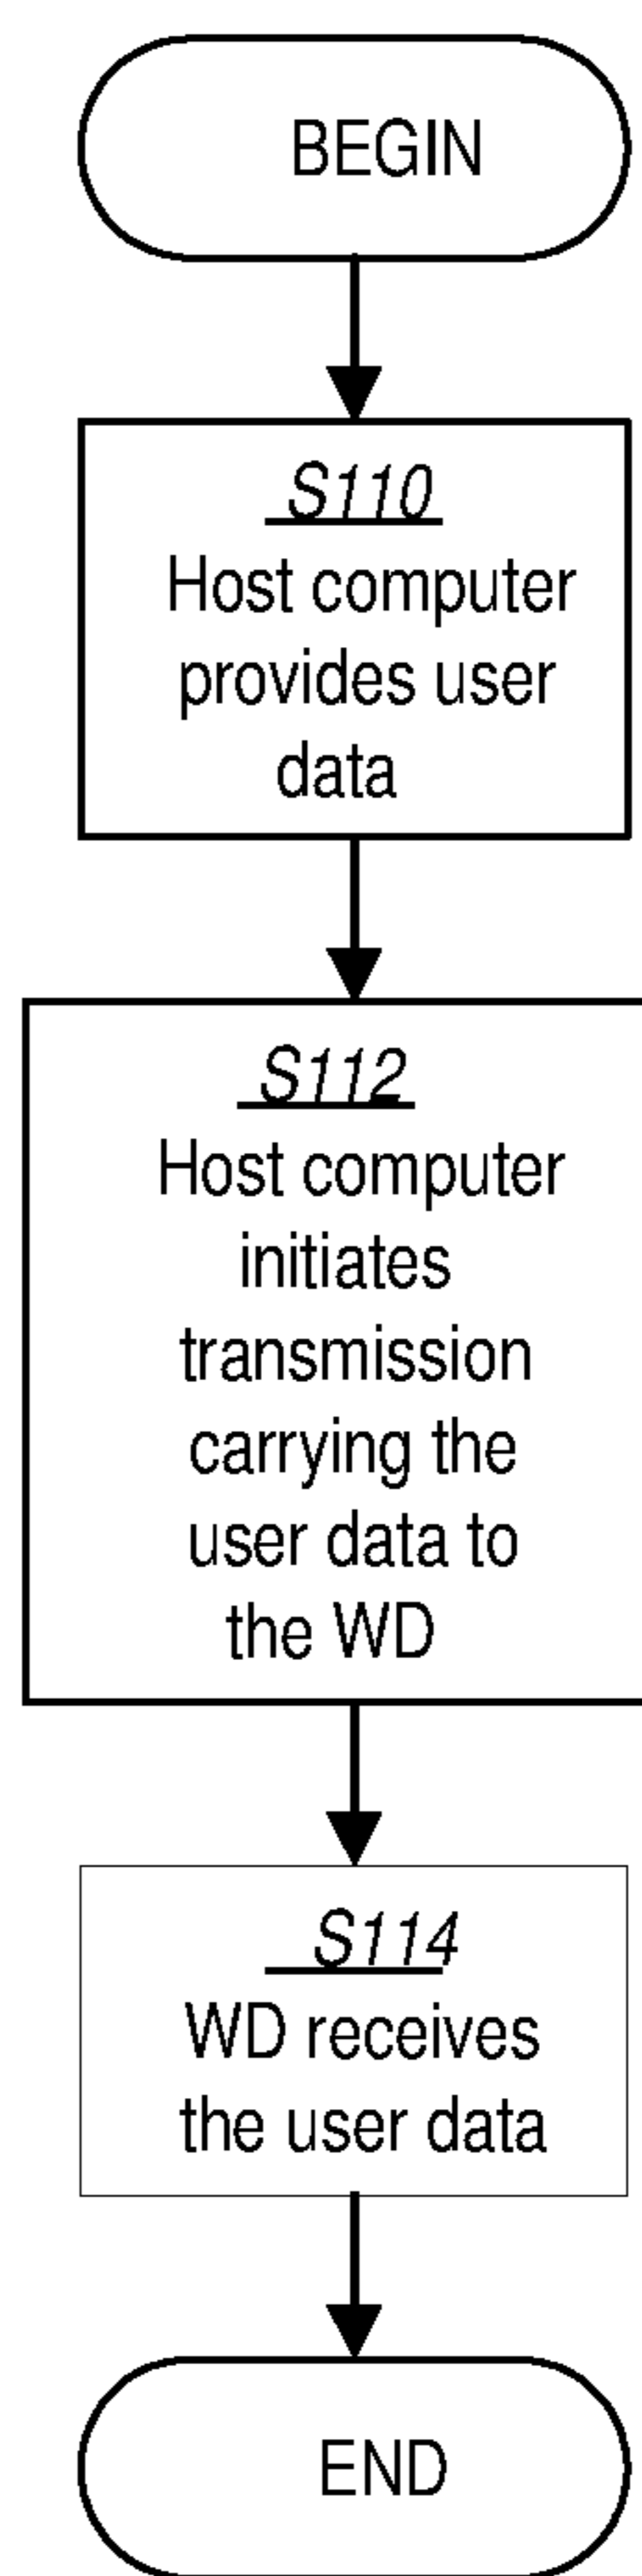 BEGIN
S110
Host computer
provides user
data
S112
Host computer
initiates
transmission
carrying the
user data to
the WD
S114
WD receives
the user data
END